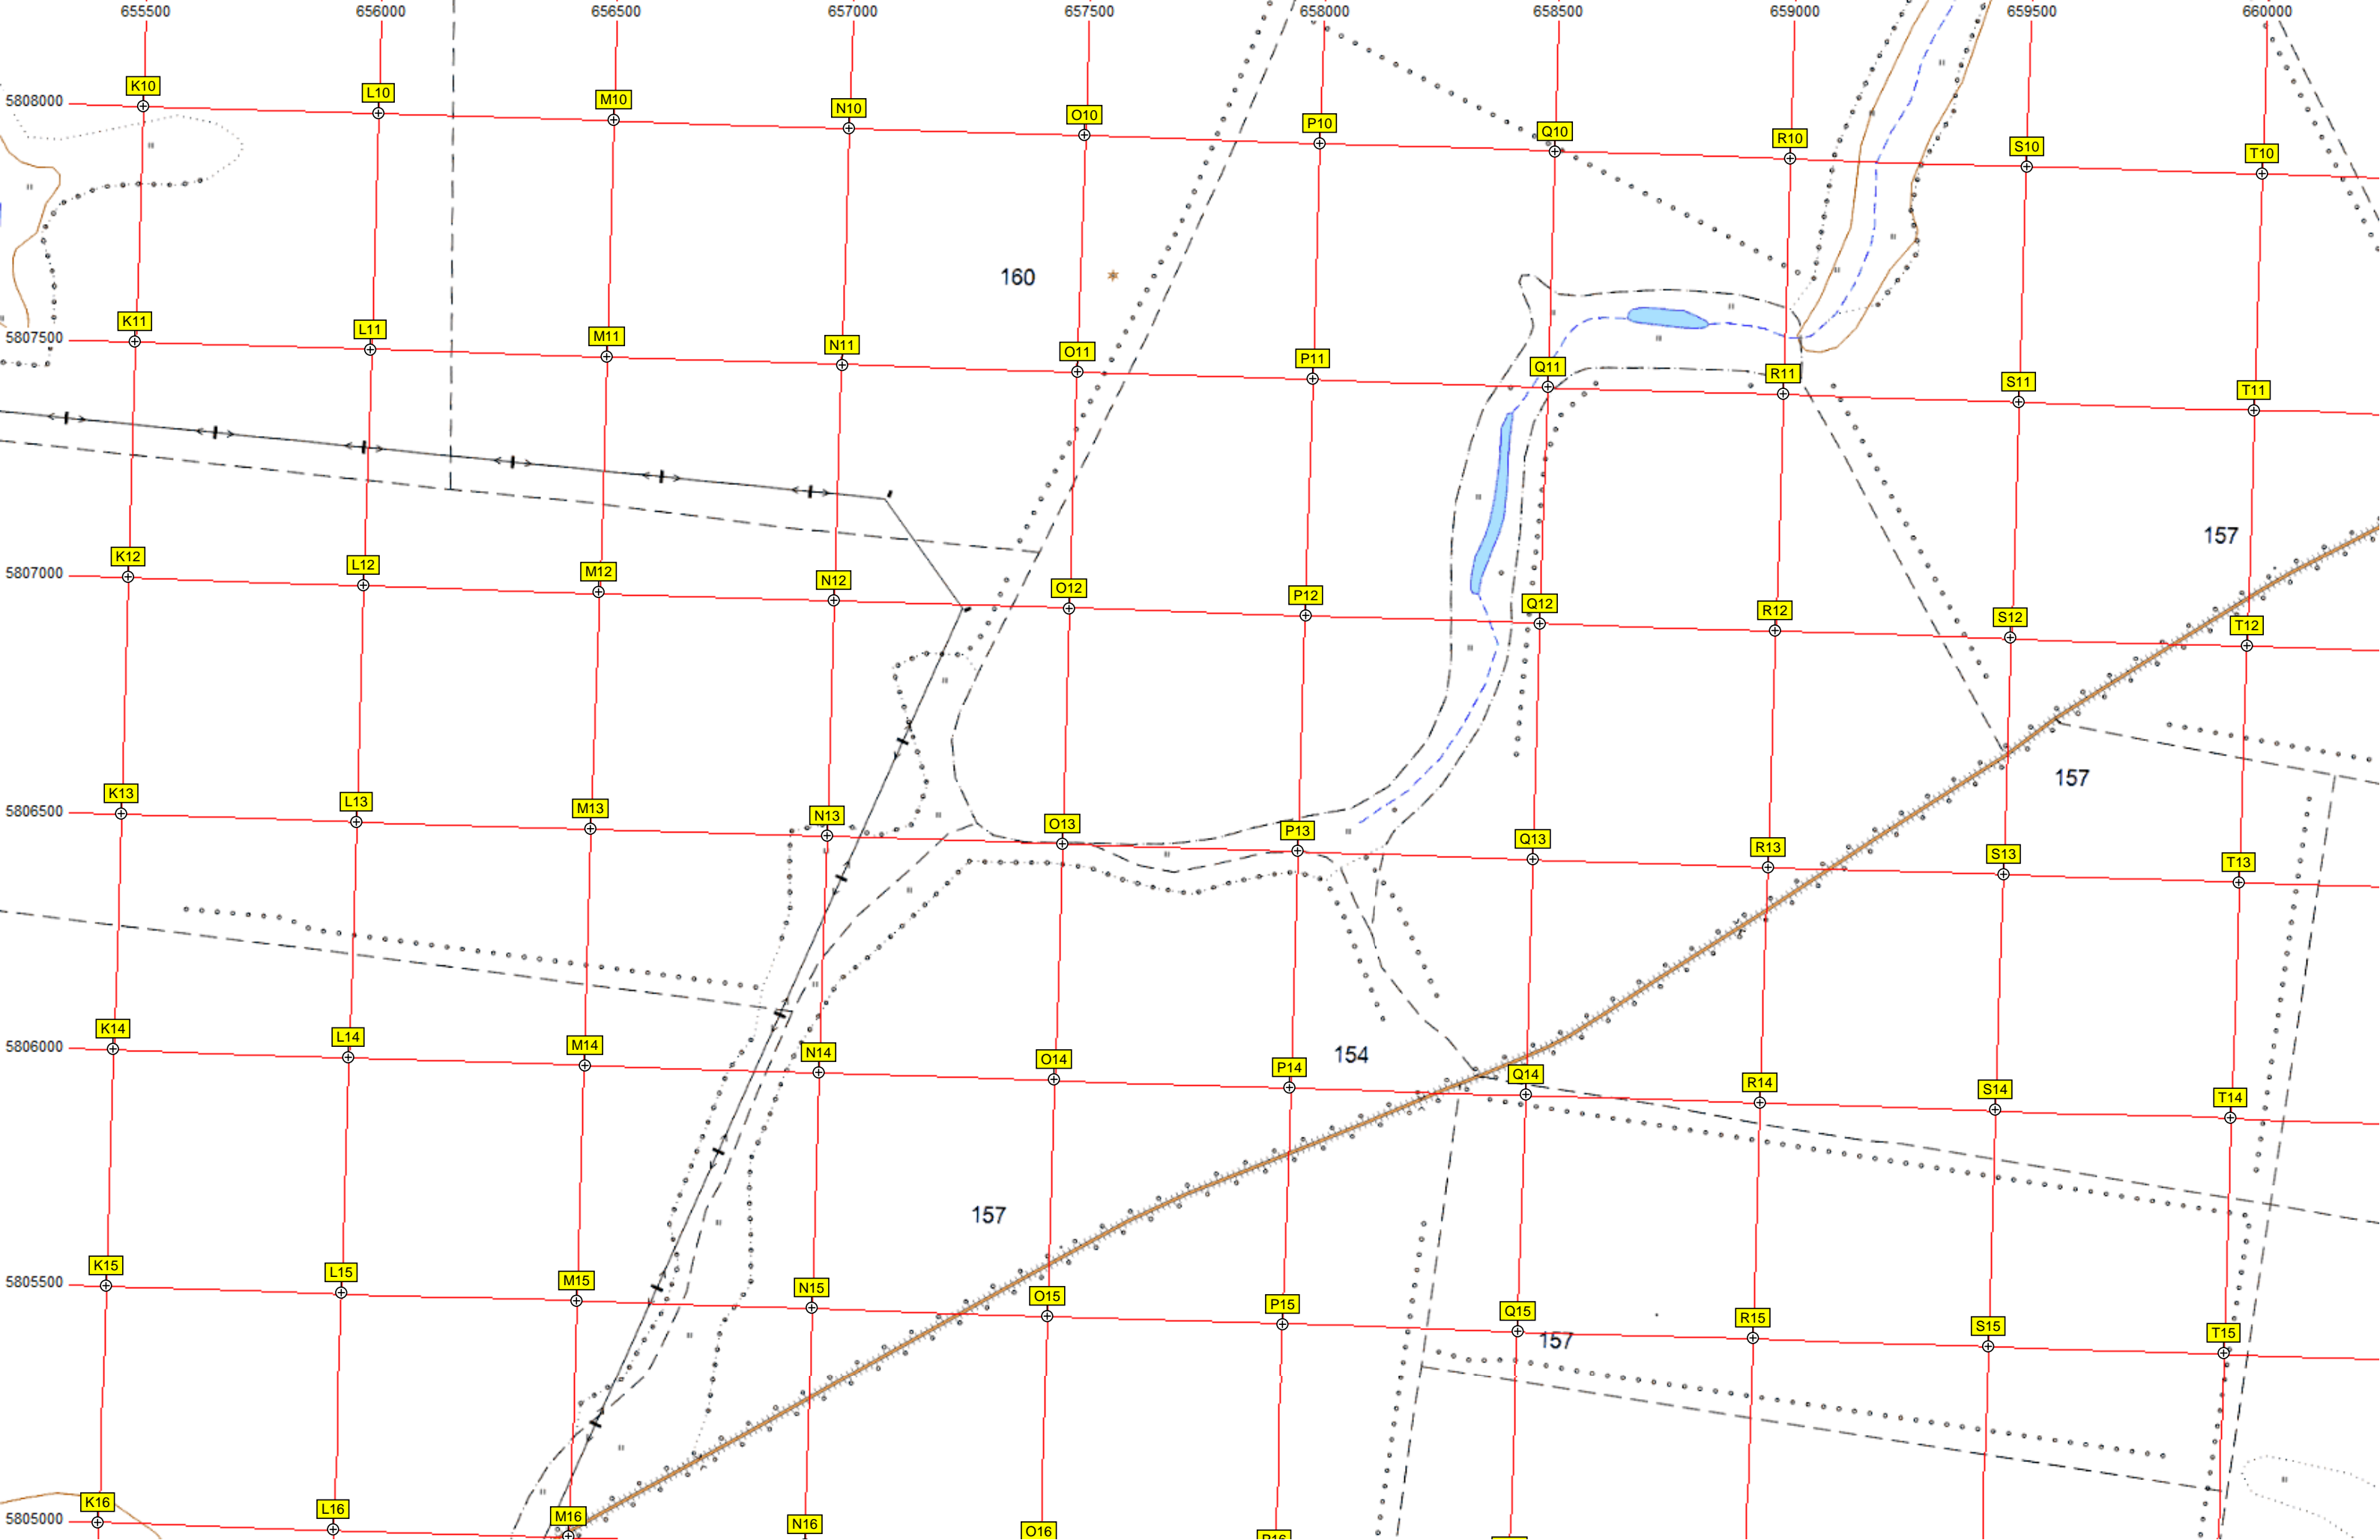 655500 656000 656500 657000 657500 658000 658500 659000 659500 660000
5808000 K10 L10 M10 N10 O10 P10 Q10 R10 S10 T10
160
5807500 K11 L11 M11 N11 O11 P11 Q11 R11 S11 T11
157
5807000 K12 L12 M12 N12 O12 P12 Q12 R12 S12 T12
157
5806500 K13 L13 M13 N13 O13 P13 Q13 R13 S13 T13
5806000 K14 L14 M14 N14 O14 P14 Q14 R14 S14 T14
154
157
5805500 K15 L15 M15 N15 O15 P15 Q15 R15 S15 T15
157
5805000 K16 L16 M16 N16 O16 P16